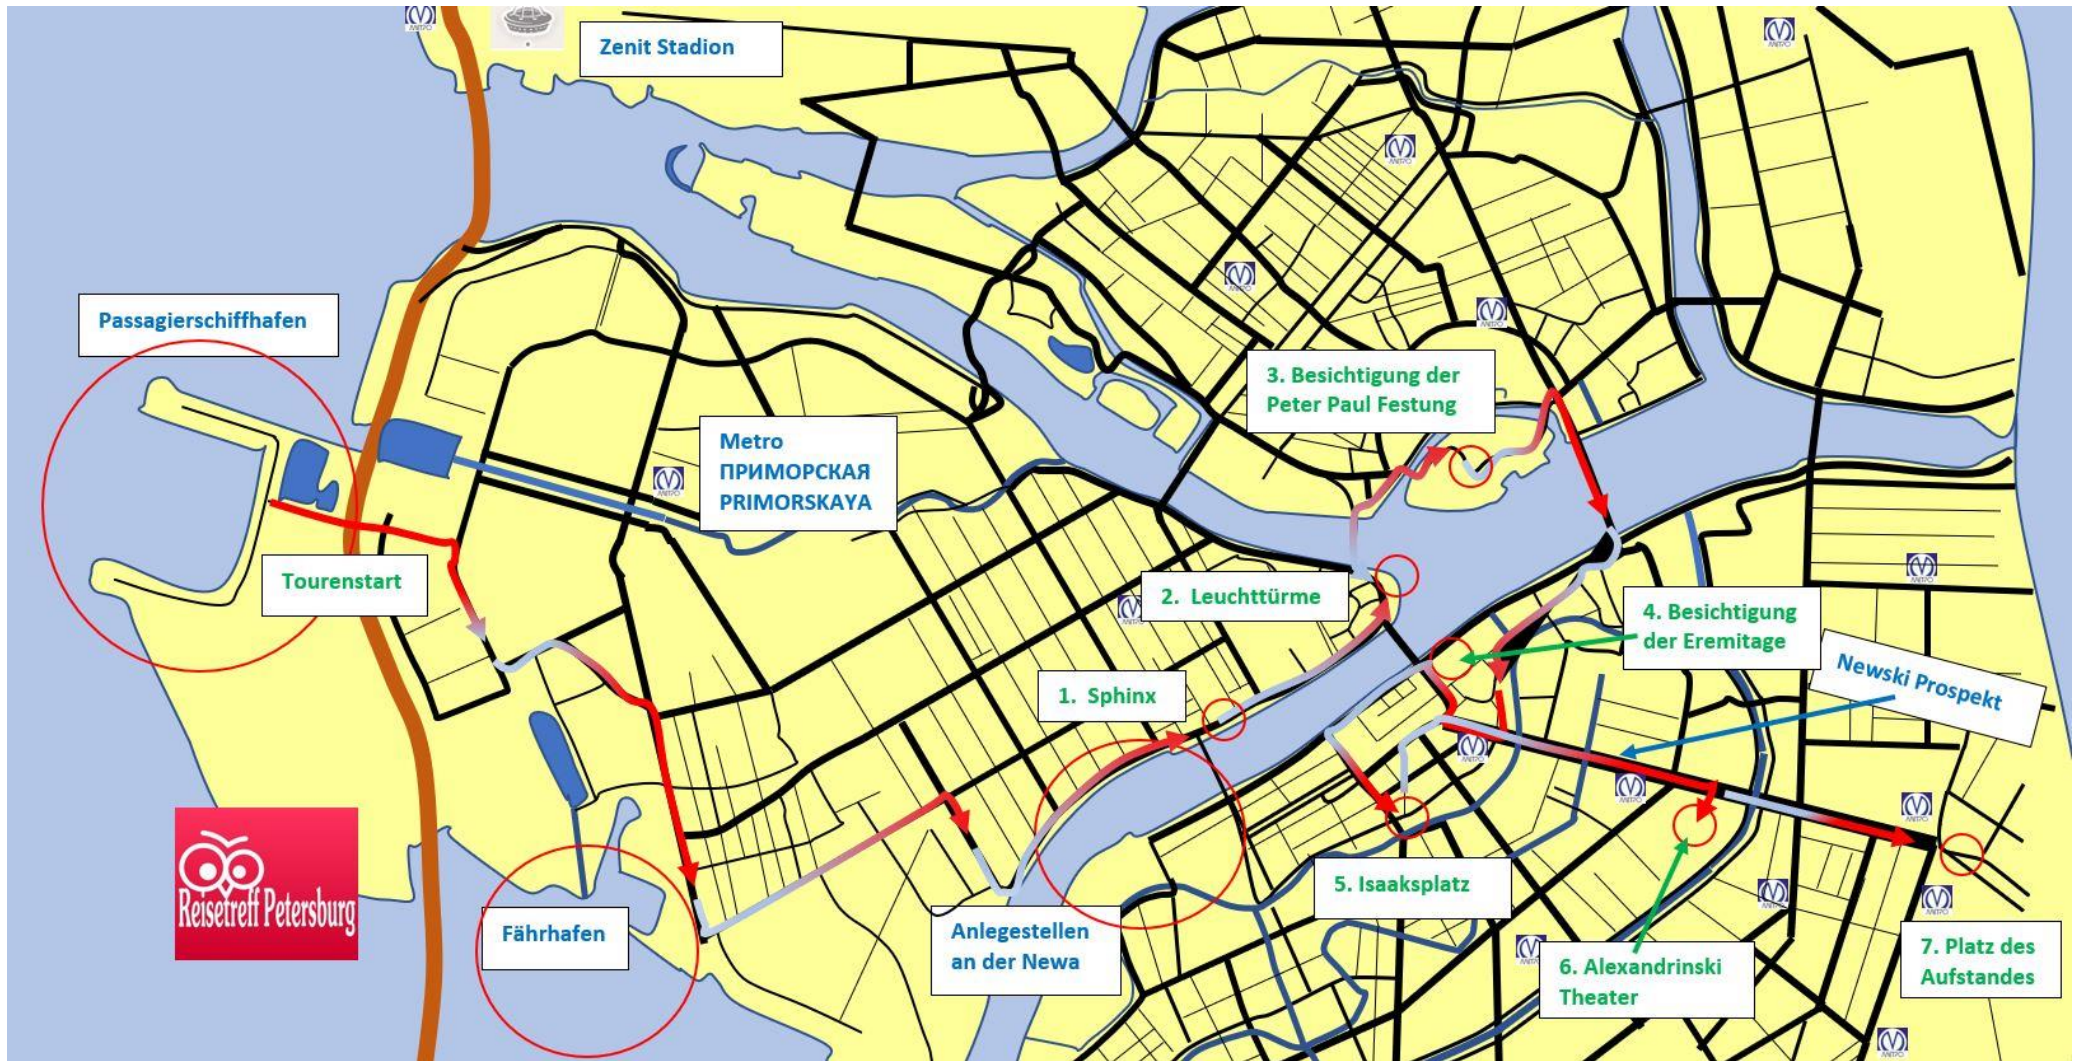 Zenit Stadion
Passagierschiffhafen
3. Besichtigung der
Peter Paul Festung
Metro
ПРИМОРСКАЯ
PRIMORSKAYA
Tourenstart
2. Leuchttürme
4. Besichtigung
der Eremitage
Newski Prospekt
1. Sphinx
Reisetreff Petersburg
5. Isaaksplatz
Fährhafen
Anlegestellen
an der Newa
6. Alexandrinski
Theater
7. Platz des
Aufstandes